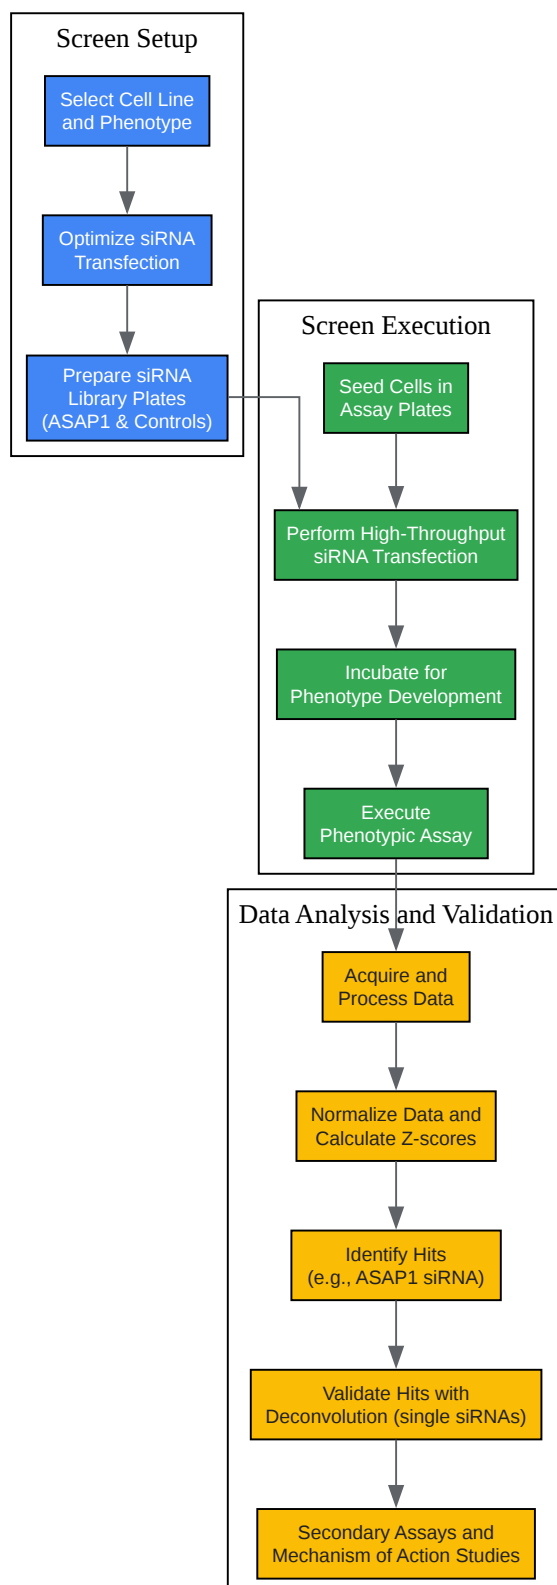 Screen Setup
Select Cell Line
and Phenotype
Optimize siRNA
Transfection
Prepare siRNA
Library Plates
(ASAP1 & Controls)
Screen Execution
Seed Cells in
Assay Plates
Perform High-Throughput
siRNA Transfection
Incubate for
Phenotype Development
Execute
Phenotypic Assay
Data Analysis and Validation
Acquire and
Process Data
Normalize Data and
Calculate Z-scores
Identify Hits
(e.g., ASAP1 siRNA)
Validate Hits with
Deconvolution (single siRNAs)
Secondary Assays and
Mechanism of Action Studies